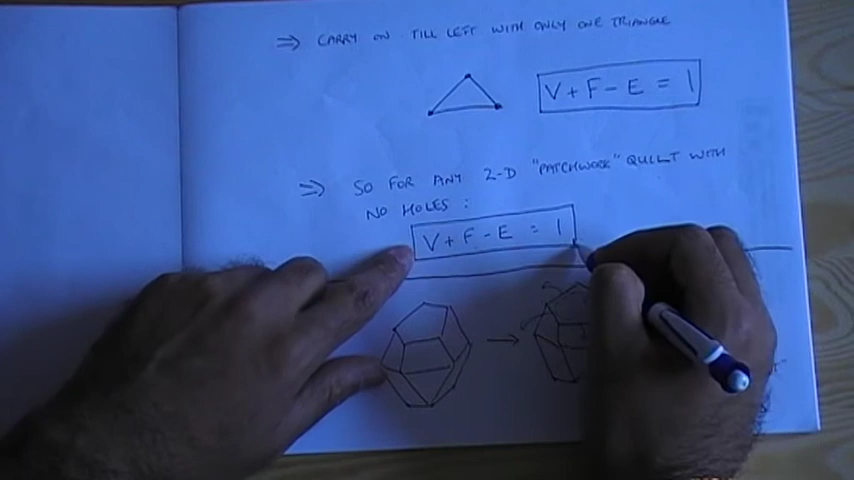 ⇒ CARRY ON TILL LEFT WITH ONLY ONE TRIANGLE
V + F - E = 1
⇒ SO FOR ANY 2-D "PATCHWORK" QUILT WITH
NO HOLES :
V + F - E = 1